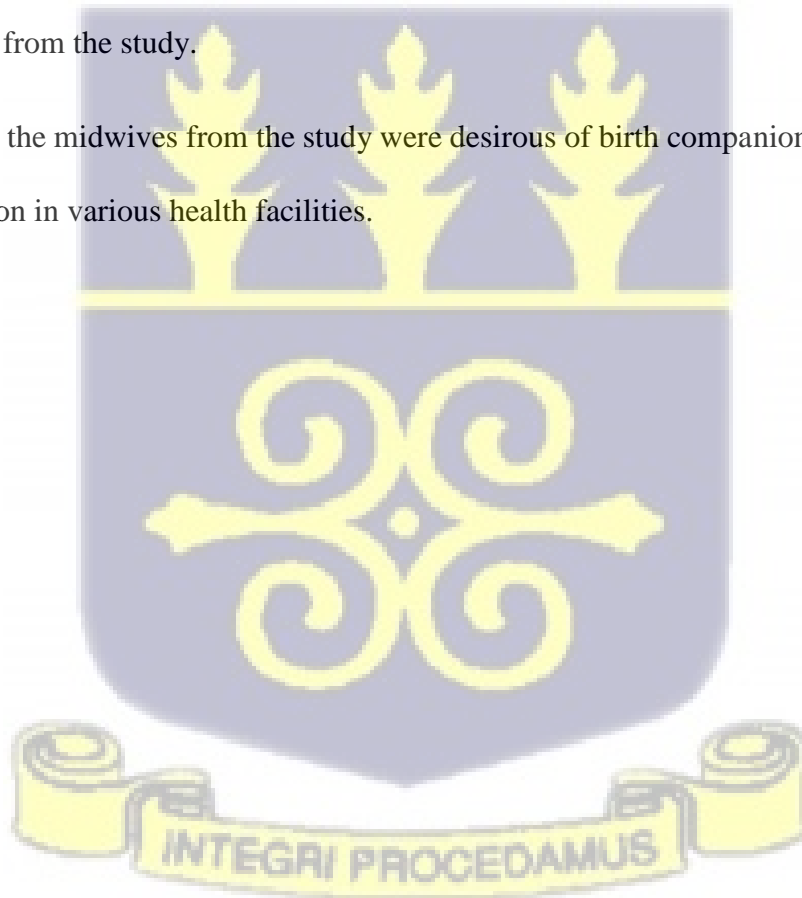 from the study.
the midwives from the study were desirous of birth companion
on in various health facilities.
INTEGRI PROCEDAMUS